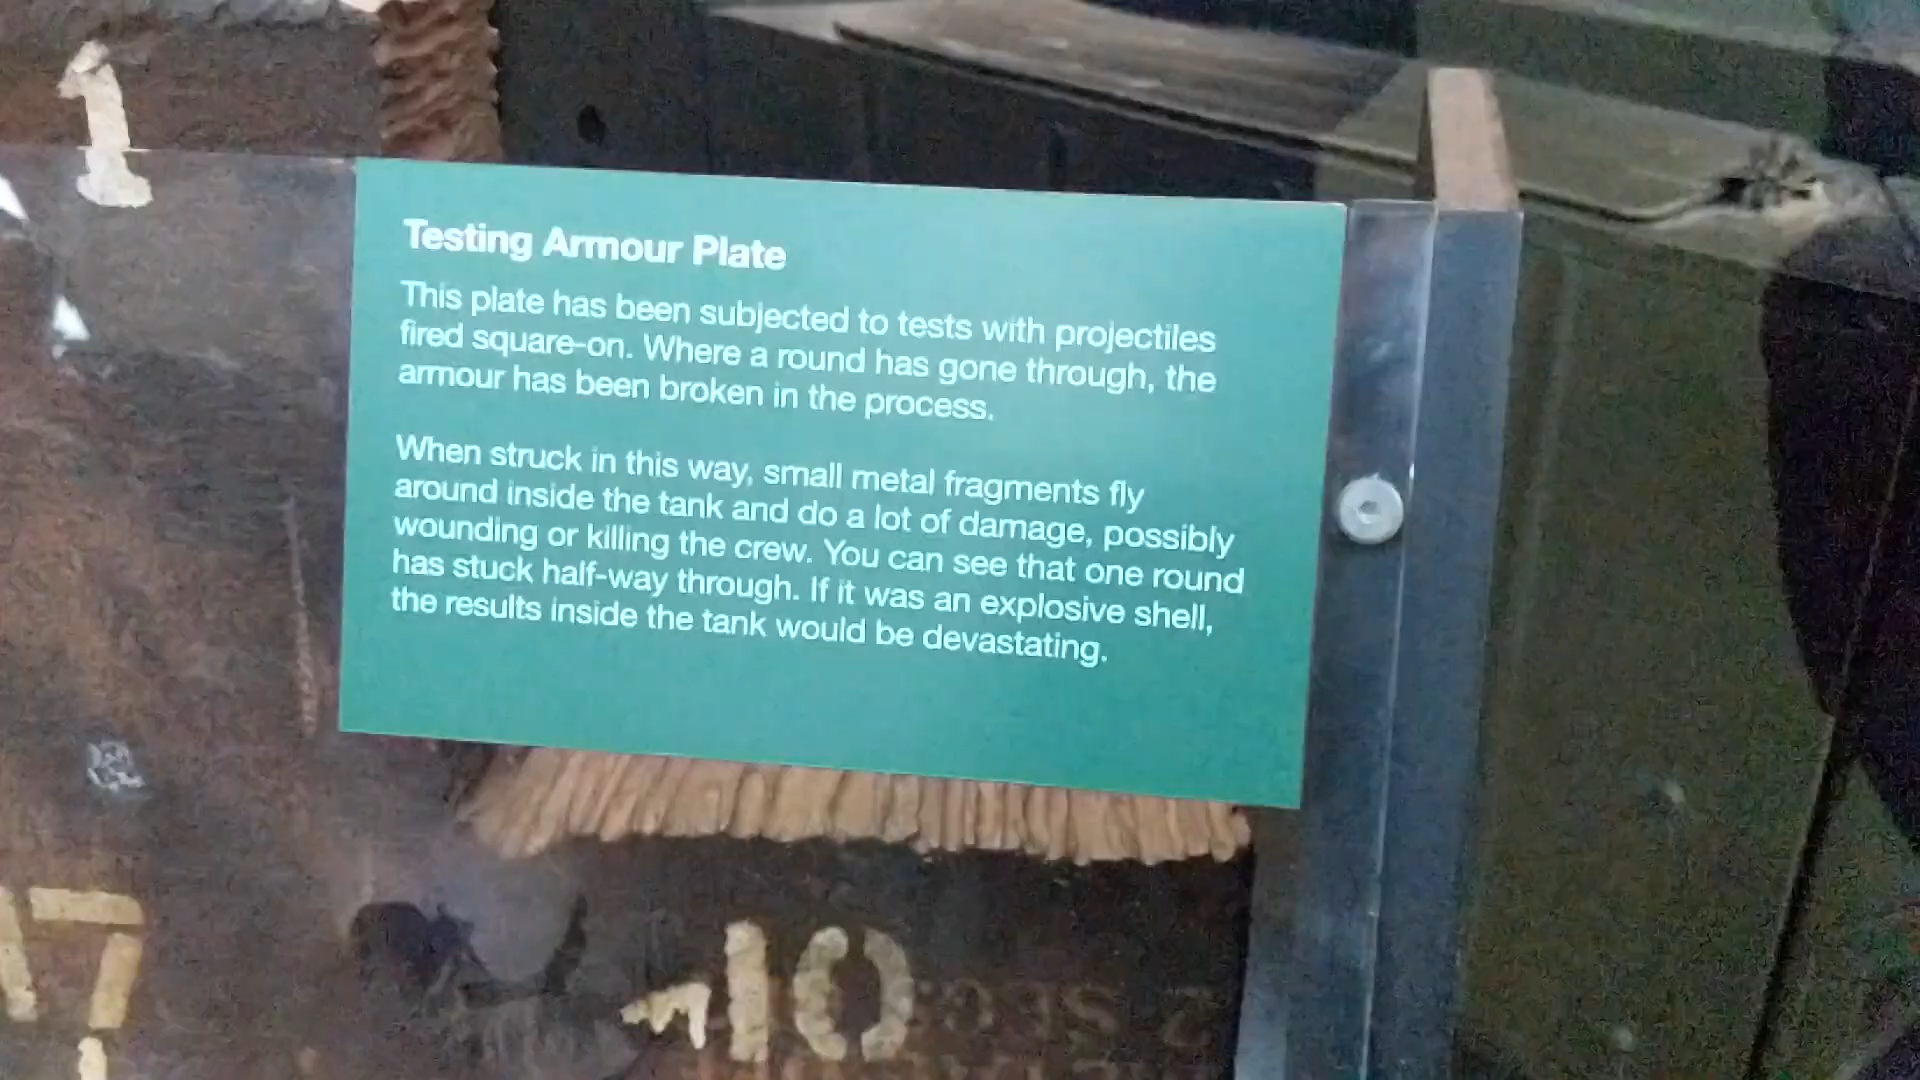 1
Testing Armour Plate
This plate has been subjected to tests with projectiles
fired square-on. Where a round has gone through, the
armour has been broken in the process.
When struck in this way, small metal fragments fly
around inside the tank and do a lot of damage, possibly
wounding or killing the crew. You can see that one round
has stuck half-way through. If it was an explosive shell,
the results inside the tank would be devastating.
17
10